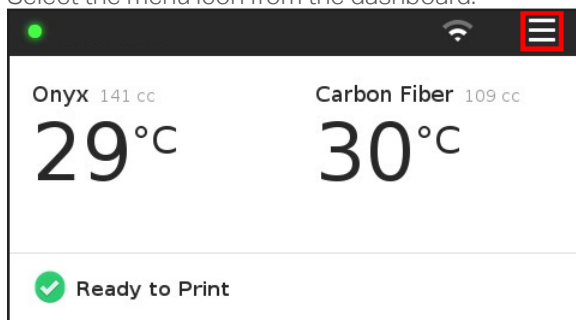 Select the menu icon from the dashboard.
Onyx 141 cc Carbon Fiber 109 cc
29°C 30°C
Ready to Print